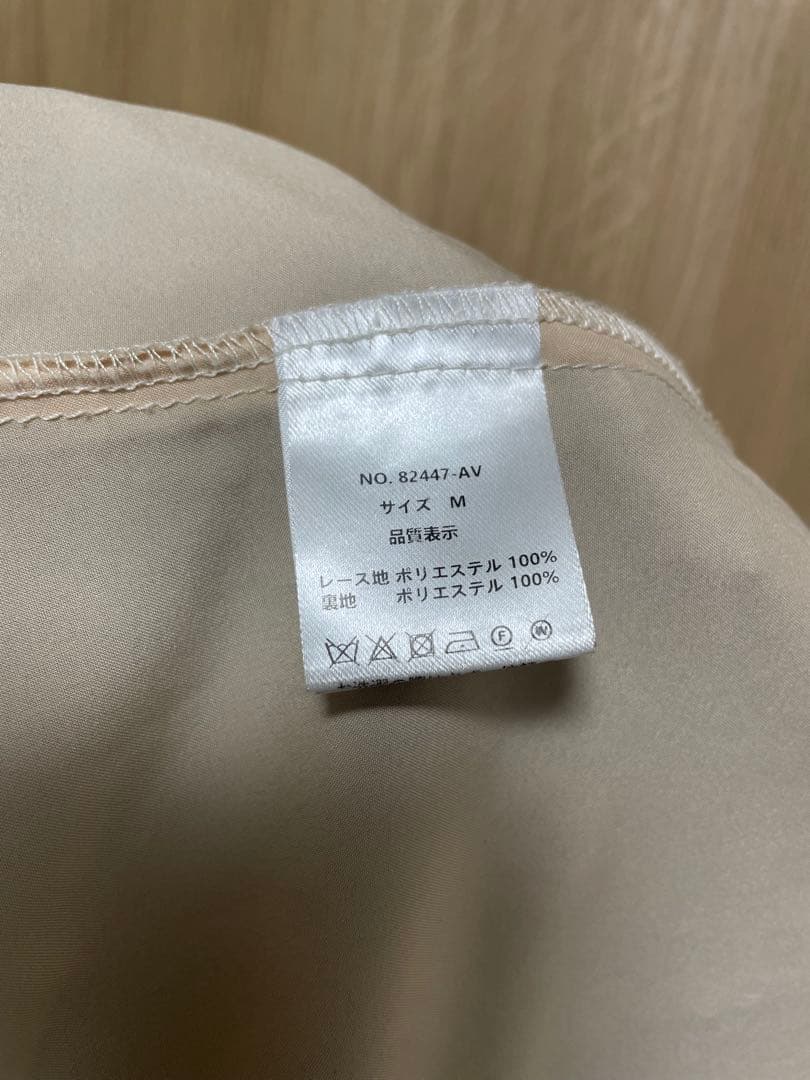 NO. 82447-AV
サイズ M
品質表示
レース地 ポリエステル 100%
裏地 ポリエステル 100%
F
W